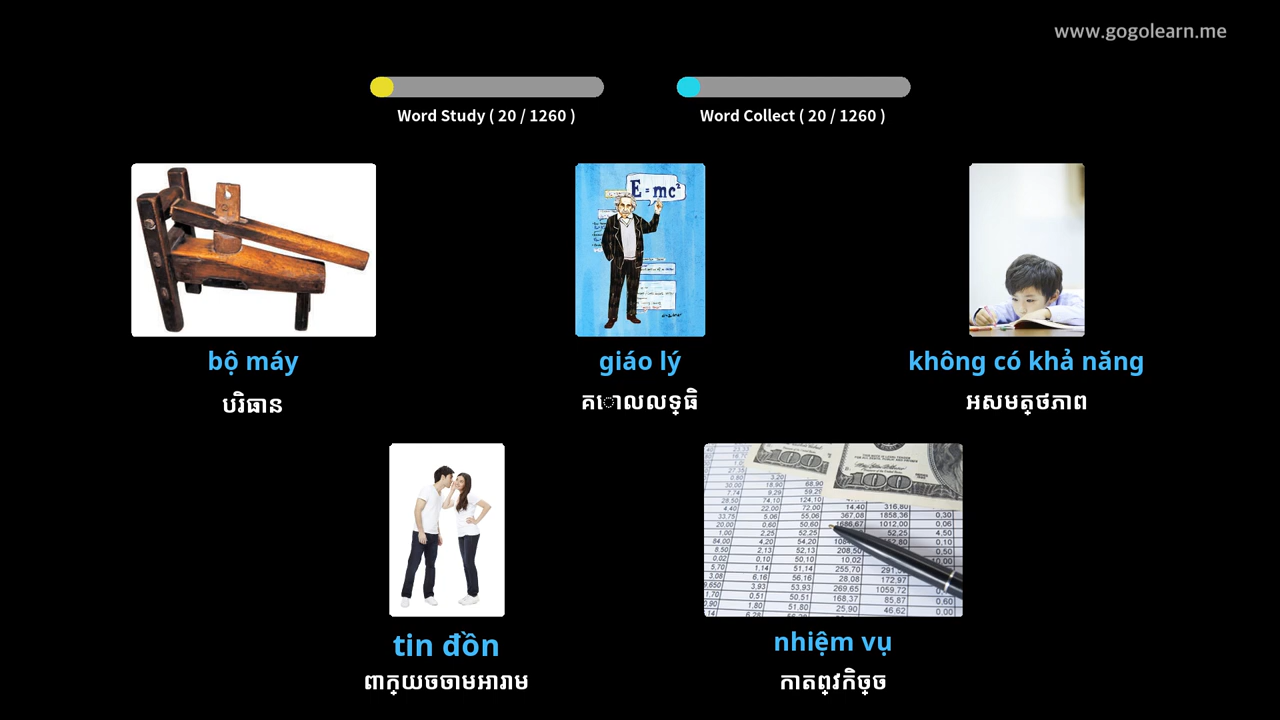 www.gogolearn.me
Word Study ( 20 / 1260 )
Word Collect ( 20 / 1260 )
E = mc²
bộ máy
giáo lý
không có khả năng
បរិធាន
គោលលទ្ធិ
អសមត្ថភាព
tin đồn
nhiệm vụ
ពាក្យចចាមអារាម
កាតព្វកិច្ច